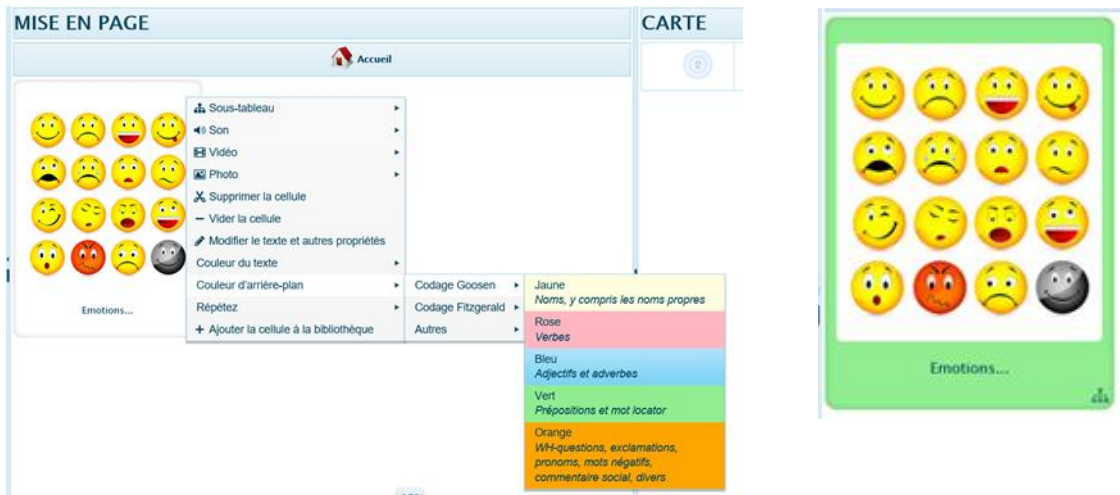 MISE EN PAGE
CARTE
Accueil
Sous-tableau
Son
Vidéo
Photo
Supprimer la cellule
Vider la cellule
Modifier le texte et autres propriétés
Couleur du texte
Couleur d'arrière-plan
Répétez
+ Ajouter la cellule à la bibliothèque
Emotions...
Codage Goosen
Codage Fitzgerald
Autres
Jaune
Noms, y compris les noms propres
Rose
Verbes
Bleu
Adjectifs et adverbes
Vert
Prépositions et mot locator
Orange
WH-questions, exclamations,
pronoms, mots négatifs,
commentaire social, divers
Emotions...